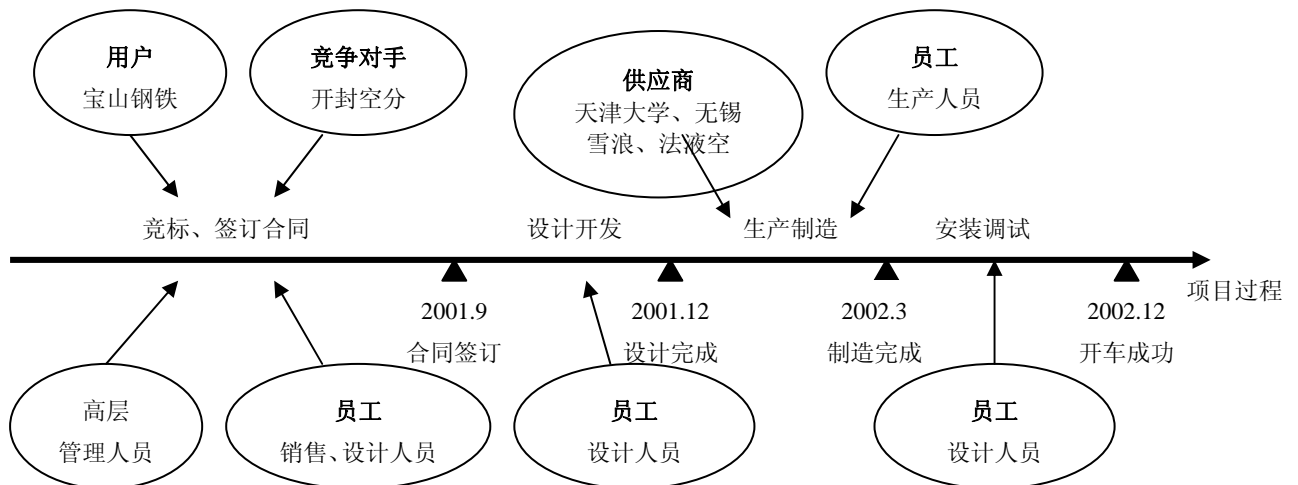 用户
宝山钢铁
竞争对手
开封空分
供应商
天津大学、无锡
雪浪、法液空
员工
生产人员
竞标、签订合同
设计开发
生产制造
安装调试
项目过程
2001.9
合同签订
2001.12
设计完成
2002.3
制造完成
2002.12
开车成功
高层
管理人员
员工
销售、设计人员
员工
设计人员
员工
设计人员